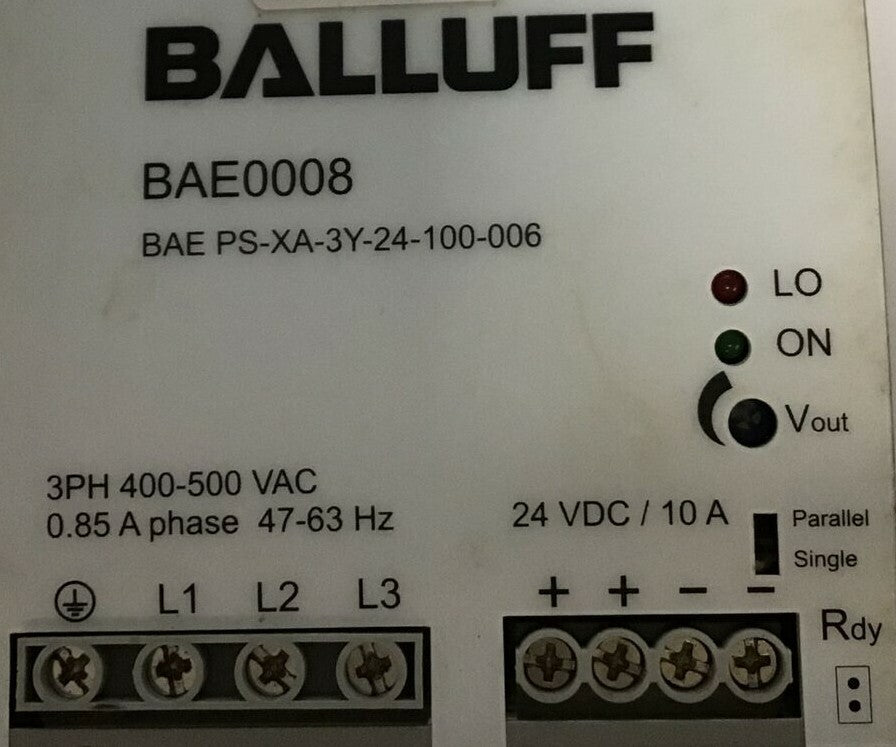 BALLUFF
BAE0008
BAE PS-XA-3Y-24-100-006
LO
ON
Vout
3PH 400-500 VAC
0.85 A phase 47-63 Hz
24 VDC / 10 A
Parallel
Single
L1 L2 L3
+ + - -
Rdy